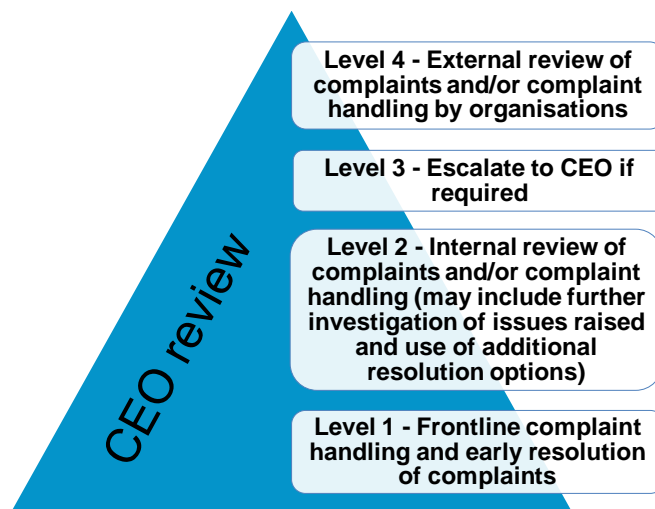 Level 4 - External review of
complaints and/or complaint
handling by organisations
Level 3 - Escalate to CEO if
required
Level 2 - Internal review of
complaints and/or complaint
handling (may include further
investigation of issues raised
and use of additional
resolution options)
Level 1 - Frontline complaint
handling and early resolution
of complaints
CEO review